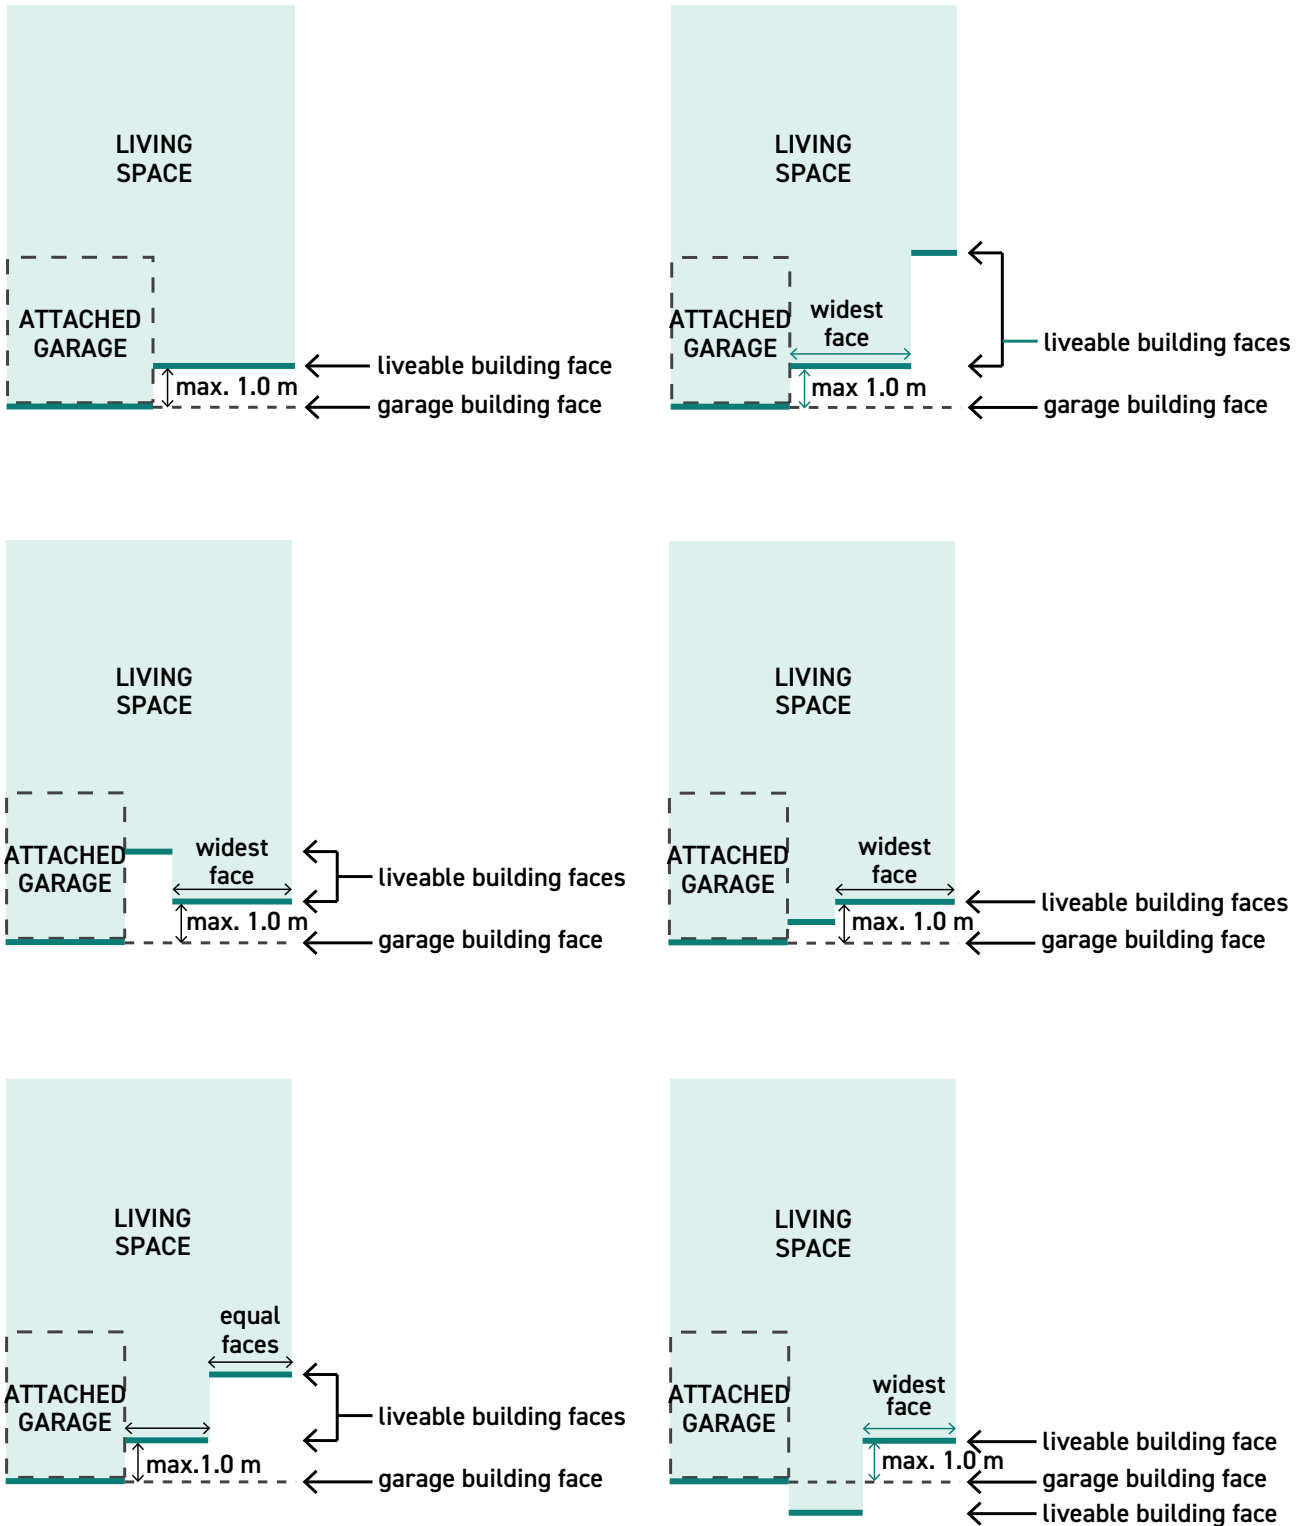 LIVING
SPACE
ATTACHED
GARAGE
liveable building face
max. 1.0 m
garage building face
LIVING
SPACE
widest
face
ATTACHED
GARAGE
liveable building faces
max 1.0 m
garage building face
LIVING
SPACE
ATTACHED
GARAGE
widest
face
liveable building faces
max. 1.0 m
garage building face
LIVING
SPACE
ATTACHED
GARAGE
widest
face
liveable building faces
max. 1.0 m
garage building face
LIVING
SPACE
equal
faces
ATTACHED
GARAGE
liveable building faces
max.1.0 m
garage building face
LIVING
SPACE
ATTACHED
GARAGE
widest
face
liveable building face
max. 1.0 m
garage building face
liveable building face